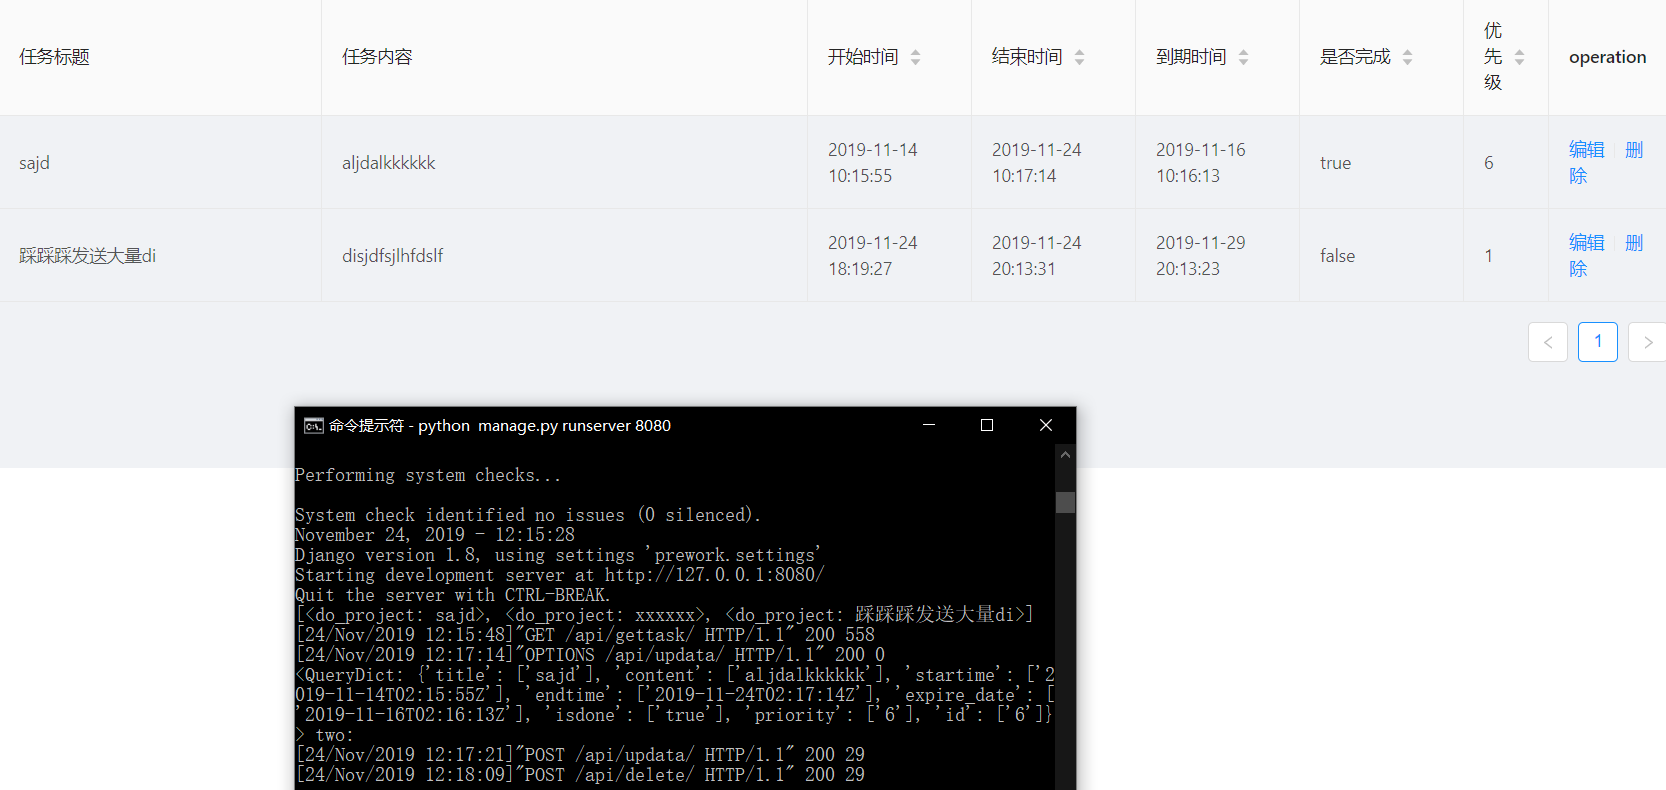 任务标题 任务内容 开始时间 结束时间 到期时间 是否完成 优先级 operation
sajd aljdalkkkkkk 2019-11-14 10:15:55 2019-11-24 10:17:14 2019-11-16 10:16:13 true 6 编辑 删除
踩踩踩发送大量di disjdfsjlhfdslf 2019-11-24 18:19:27 2019-11-24 20:13:31 2019-11-29 20:13:23 false 1 编辑 删除
< 1 >
命令提示符 - python  manage.py runserver 8080
Performing system checks...
System check identified no issues (0 silenced).
November 24, 2019 - 12:15:28
Django version 1.8, using settings 'prework.settings'
Starting development server at http://127.0.0.1:8080/
Quit the server with CTRL-BREAK.
[<do_project: sajd>, <do_project: xxxxxx>, <do_project: 踩踩踩发送大量di>]
[24/Nov/2019 12:15:48]"GET /api/gettask/ HTTP/1.1" 200 558
[24/Nov/2019 12:17:14]"OPTIONS /api/updata/ HTTP/1.1" 200 0
<QueryDict: {'title': ['sajd'], 'content': ['aljdalkkkkkk'], 'startime': ['2
019-11-14T02:15:55Z'], 'endtime': ['2019-11-24T02:17:14Z'], 'expire_date': [
'2019-11-16T02:16:13Z'], 'isdone': ['true'], 'priority': ['6'], 'id': ['6']}
> two:
[24/Nov/2019 12:17:21]"POST /api/updata/ HTTP/1.1" 200 29
[24/Nov/2019 12:18:09]"POST /api/delete/ HTTP/1.1" 200 29